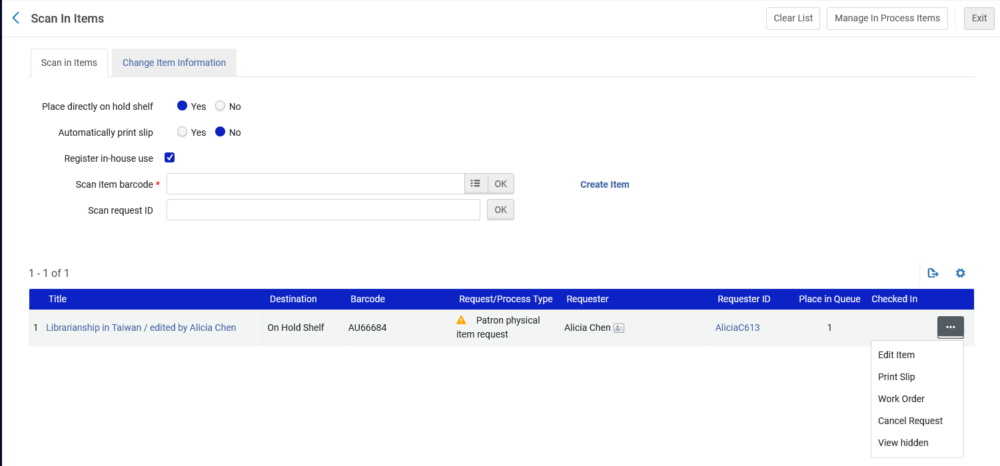 Scan In Items
Clear List
Manage In Process Items
Exit
Scan in Items
Change Item Information
Place directly on hold shelf
Yes
No
Automatically print slip
Yes
No
Register in-house use
Scan item barcode *
OK
Create Item
Scan request ID
OK
1 - 1 of 1
Title
Destination
Barcode
Request/Process Type
Requester
Requester ID
Place in Queue
Checked In
1
Librarianship in Taiwan / edited by Alicia Chen
On Hold Shelf
AU66684
Patron physical
item request
Alicia Chen
AliciaC613
1
Edit Item
Print Slip
Work Order
Cancel Request
View hidden